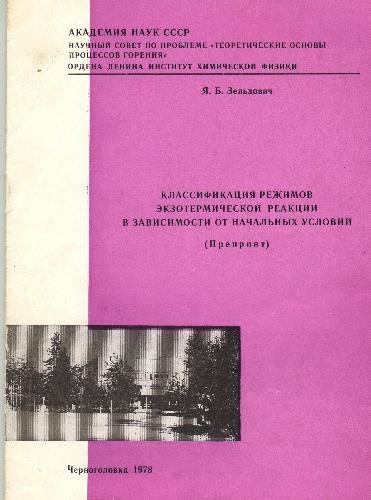 АКАДЕМИЯ НАУК СССР
НАУЧНЫЙ СОВЕТ ПО ПРОБЛЕМЕ «ТЕОРЕТИЧЕСКИЕ ОСНОВЫ
ПРОЦЕССОВ ГОРЕНИЯ»
ОРДЕНА ЛЕНИНА ИНСТИТУТ ХИМИЧЕСКОЙ ФИЗИКИ
Я. Б. Зельдович
КЛАССИФИКАЦИЯ РЕЖИМОВ
ЭКЗОТЕРМИЧЕСКОЙ РЕАКЦИИ
В ЗАВИСИМОСТИ ОТ НАЧАЛЬНЫХ УСЛОВИЙ
(Препринт)
Черноголовка 1978